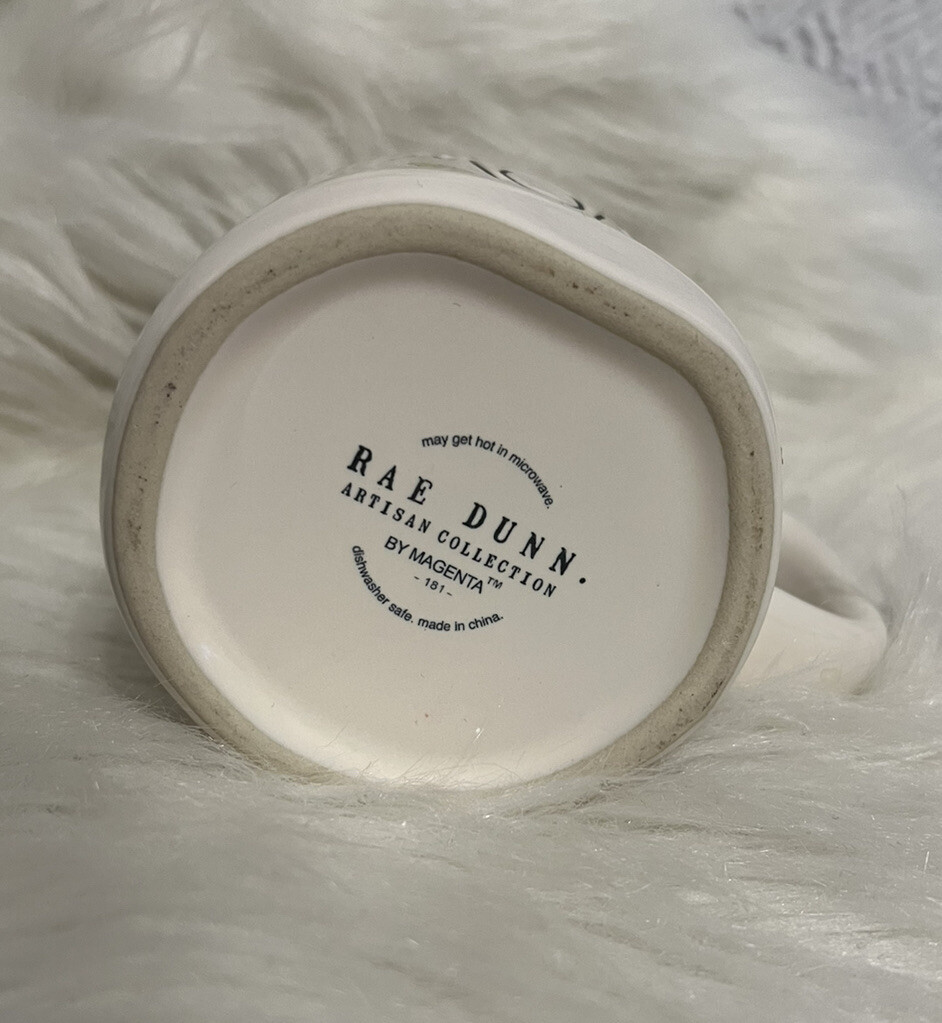 may get hot in microwave.
RAE DUNN.
ARTISAN COLLECTION
BY MAGENTA™
- 181 -
dishwasher safe. made in china.